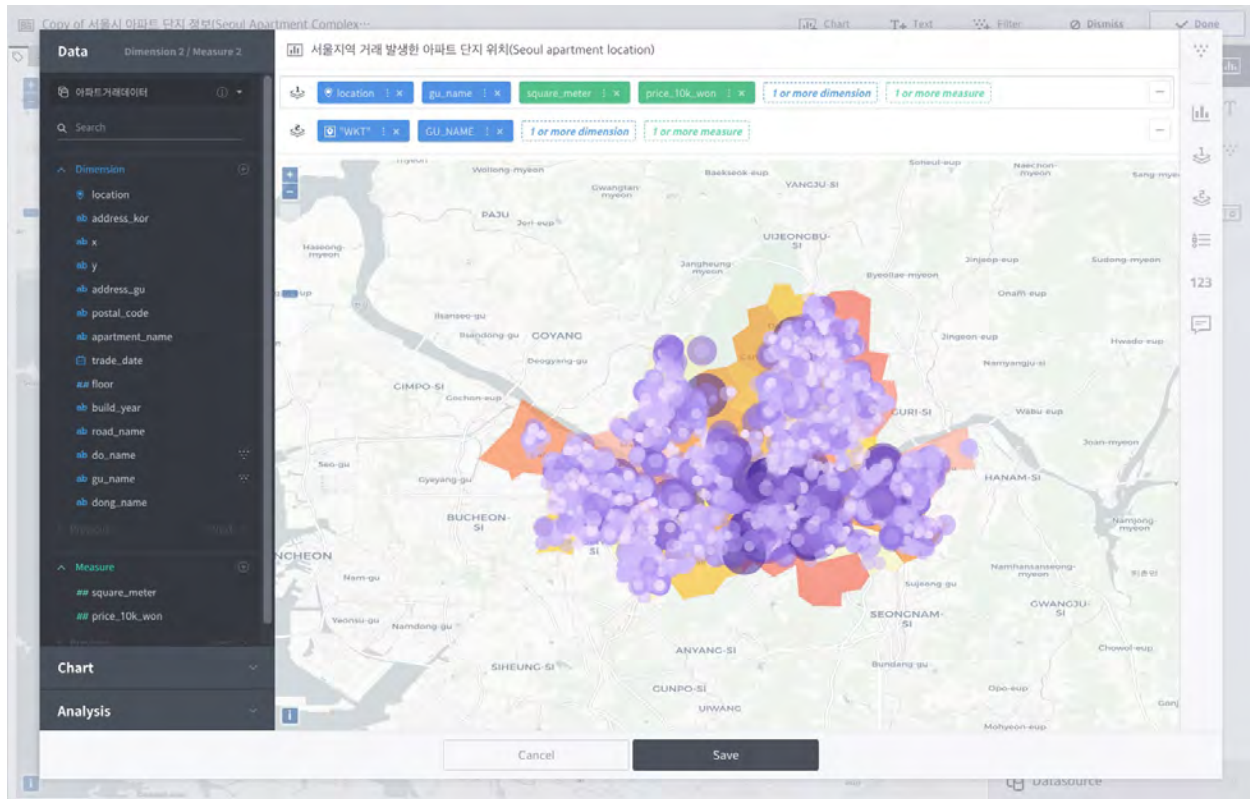 Copy of 서울시 아파트 단지 정보(Seoul Apartment Complex…
Chart
Text
Filter
Dismiss
Done
Data
Dimension 2 / Measure 2
서울지역 거래 발생한 아파트 단지 위치(Seoul apartment location)
아파트거래데이터
location
gu_name
square_meter
price_10k_won
1 or more dimension
1 or more measure
Search
"WKT"
GU_NAME
1 or more dimension
1 or more measure
Dimension
location
address_kor
x
y
address_gu
postal_code
apartment_name
trade_date
floor
build_year
road_name
do_name
gu_name
dong_name
Measure
square_meter
price_10k_won
Chart
Analysis
Wollong-myeon
Baekseok-eup
Soheul-eup
Naechon-myeon
Gwangtan-myeon
YANGJU-SI
PAJU
Jori-eup
UIJEONGBU-SI
Haseong-myeon
Jangheung-myeon
Byeollae-myeon
Jinjeop-eup
Sudong-myeon
Onam-eup
Ilsanseo-gu
Ilsandong-gu
GOYANG
Deogyang-gu
Jingeon-eup
Hwado-eup
Namyangju-si
GIMPO-SI
Gochon-eup
GURI-SI
Wabu-eup
Joan-myeon
Seo-gu
Gyeyang-gu
HANAM-SI
BUCHEON-SI
Namjong-myeon
NCHEON
Nam-gu
Namhansanseong-myeon
Sujeong-gu
Yeonsu-gu
Namdong-gu
SEONGNAM-SI
GWANGJU-SI
ANYANG-SI
Chowol-eup
SIHEUNG-SI
Bundang-gu
GUNPO-SI
Opo-eup
UIWANG
Mohyeon-eup
123
Cancel
Save
Datasource